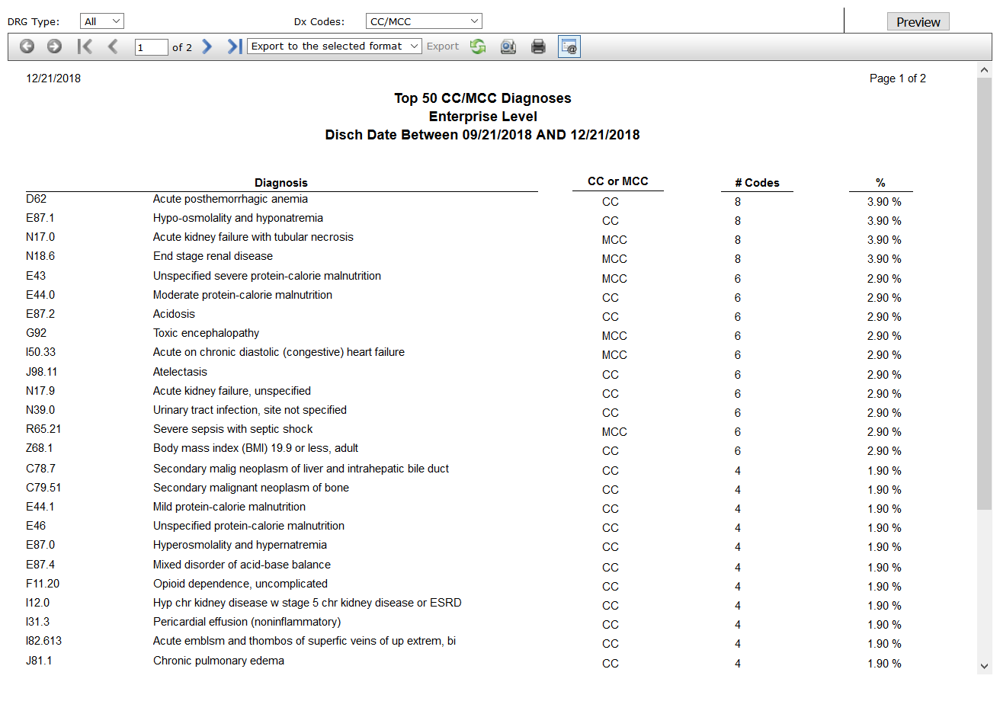 DRG Type: All Dx Codes: CC/MCC Preview
1 of 2 Export to the selected format Export
12/21/2018 Page 1 of 2
Top 50 CC/MCC Diagnoses
Enterprise Level
Disch Date Between 09/21/2018 AND 12/21/2018
Diagnosis CC or MCC # Codes %
D62 Acute posthemorrhagic anemia CC 8 3.90 %
E87.1 Hypo-osmolality and hyponatremia CC 8 3.90 %
N17.0 Acute kidney failure with tubular necrosis MCC 8 3.90 %
N18.6 End stage renal disease MCC 8 3.90 %
E43 Unspecified severe protein-calorie malnutrition MCC 6 2.90 %
E44.0 Moderate protein-calorie malnutrition CC 6 2.90 %
E87.2 Acidosis CC 6 2.90 %
G92 Toxic encephalopathy MCC 6 2.90 %
I50.33 Acute on chronic diastolic (congestive) heart failure MCC 6 2.90 %
J98.11 Atelectasis CC 6 2.90 %
N17.9 Acute kidney failure, unspecified CC 6 2.90 %
N39.0 Urinary tract infection, site not specified CC 6 2.90 %
R65.21 Severe sepsis with septic shock MCC 6 2.90 %
Z68.1 Body mass index (BMI) 19.9 or less, adult CC 6 2.90 %
C78.7 Secondary malig neoplasm of liver and intrahepatic bile duct CC 4 1.90 %
C79.51 Secondary malignant neoplasm of bone CC 4 1.90 %
E44.1 Mild protein-calorie malnutrition CC 4 1.90 %
E46 Unspecified protein-calorie malnutrition CC 4 1.90 %
E87.0 Hyperosmolality and hypernatremia CC 4 1.90 %
E87.4 Mixed disorder of acid-base balance CC 4 1.90 %
F11.20 Opioid dependence, uncomplicated CC 4 1.90 %
I12.0 Hyp chr kidney disease w stage 5 chr kidney disease or ESRD CC 4 1.90 %
I31.3 Pericardial effusion (noninflammatory) CC 4 1.90 %
I82.613 Acute emblsm and thombos of superfic veins of up extrem, bi CC 4 1.90 %
J81.1 Chronic pulmonary edema CC 4 1.90 %